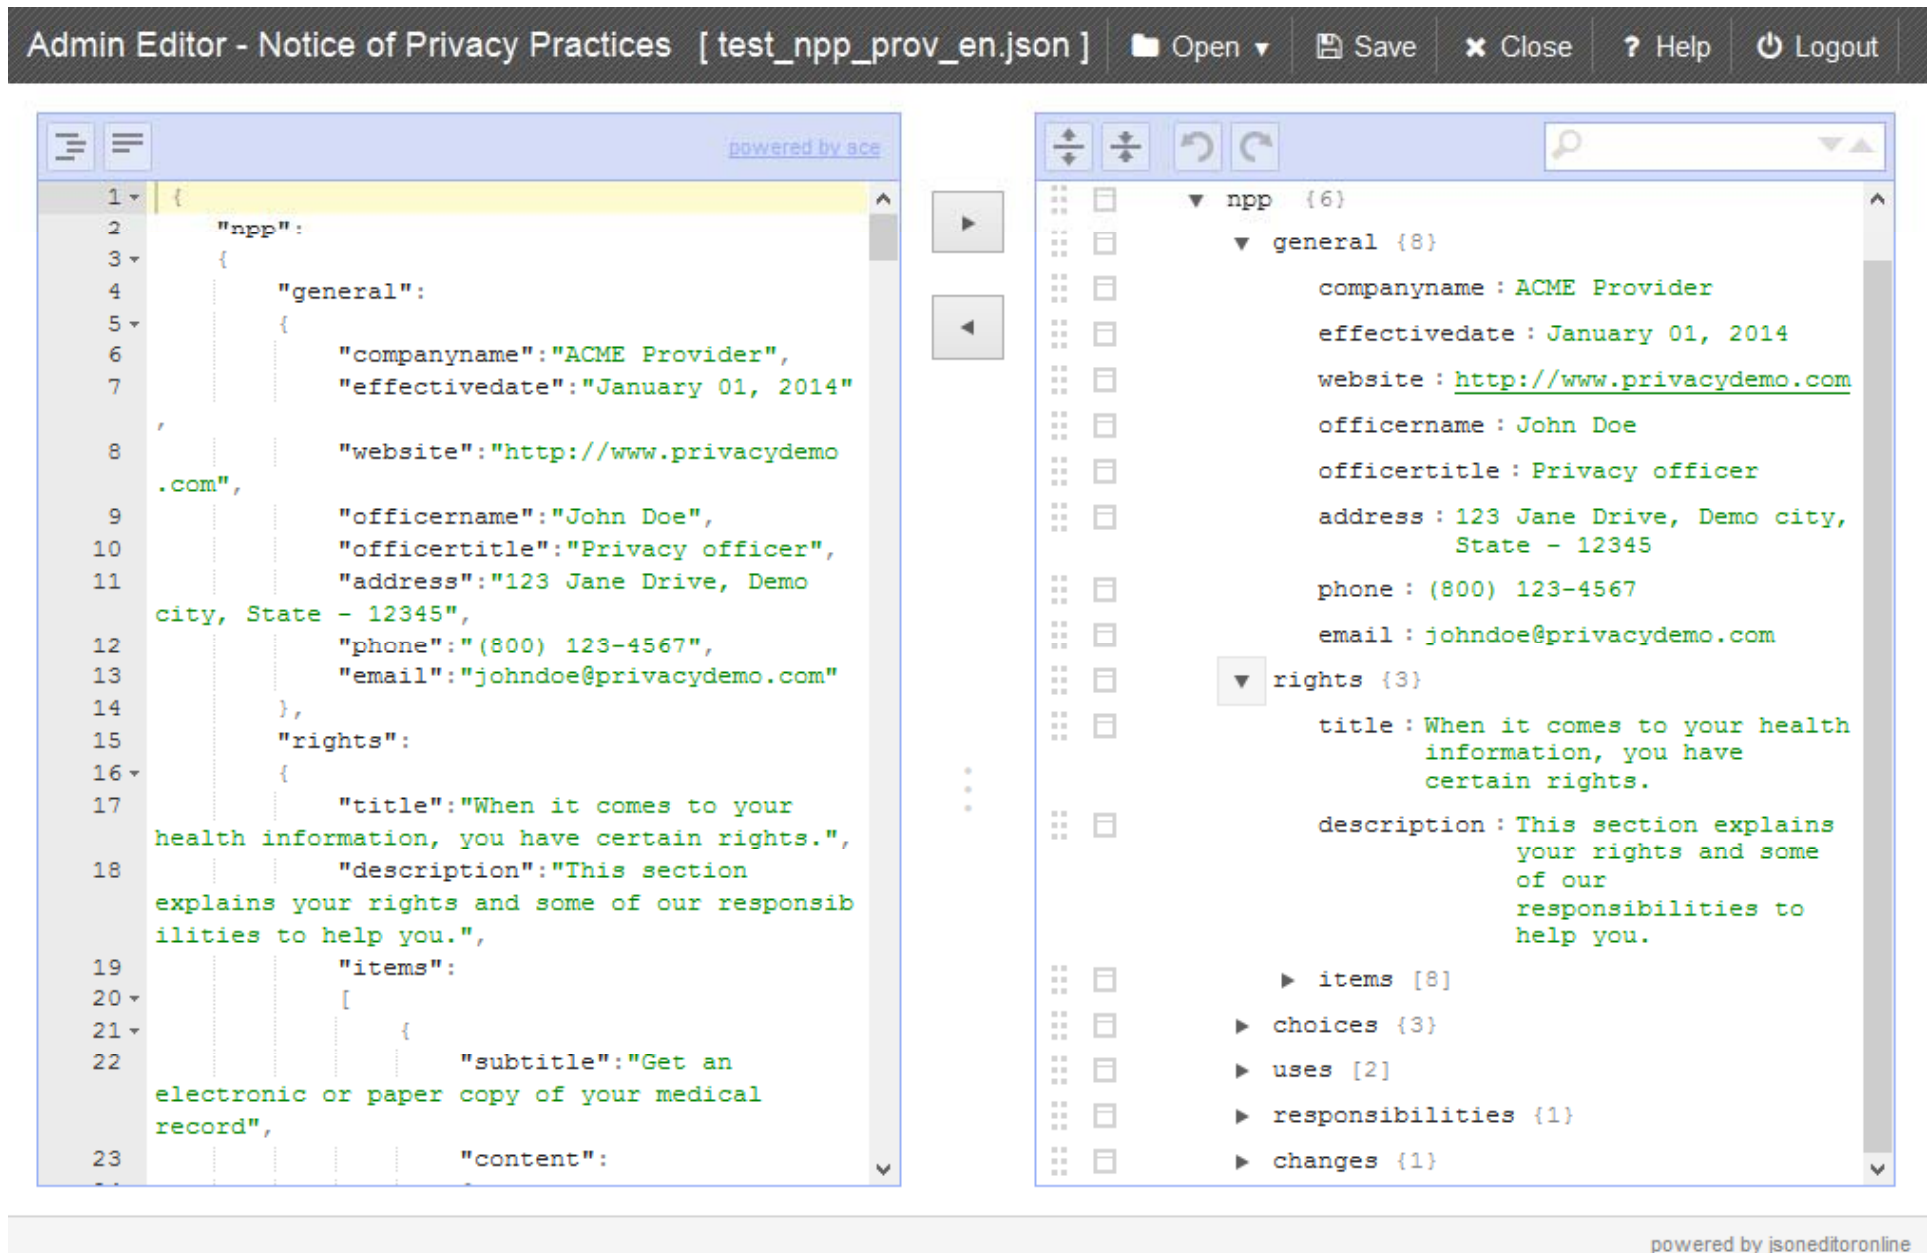 Admin Editor - Notice of Privacy Practices [ test_npp_prov_en.json ] Open Save Close ? Help Logout
powered by ace
1 {
2 "npp":
3 {
4 "general":
5 {
6 "companyname":"ACME Provider",
7 "effectivedate":"January 01, 2014"
,
8 "website":"http://www.privacydemo
.com",
9 "officername":"John Doe",
10 "officertitle":"Privacy officer",
11 "address":"123 Jane Drive, Demo
city, State - 12345",
12 "phone":"(800) 123-4567",
13 "email":"johndoe@privacydemo.com"
14 },
15 "rights":
16 {
17 "title":"When it comes to your
health information, you have certain rights.",
18 "description":"This section
explains your rights and some of our responsib
ilities to help you.",
19 "items":
20 [
21 {
22 "subtitle":"Get an
electronic or paper copy of your medical
record",
23 "content":
npp {6}
general {8}
companyname : ACME Provider
effectivedate : January 01, 2014
website : http://www.privacydemo.com
officername : John Doe
officertitle : Privacy officer
address : 123 Jane Drive, Demo city,
State - 12345
phone : (800) 123-4567
email : johndoe@privacydemo.com
rights {3}
title : When it comes to your health
information, you have
certain rights.
description : This section explains
your rights and some
of our
responsibilities to
help you.
items [8]
choices {3}
uses [2]
responsibilities {1}
changes {1}
powered by jsoneditoronline